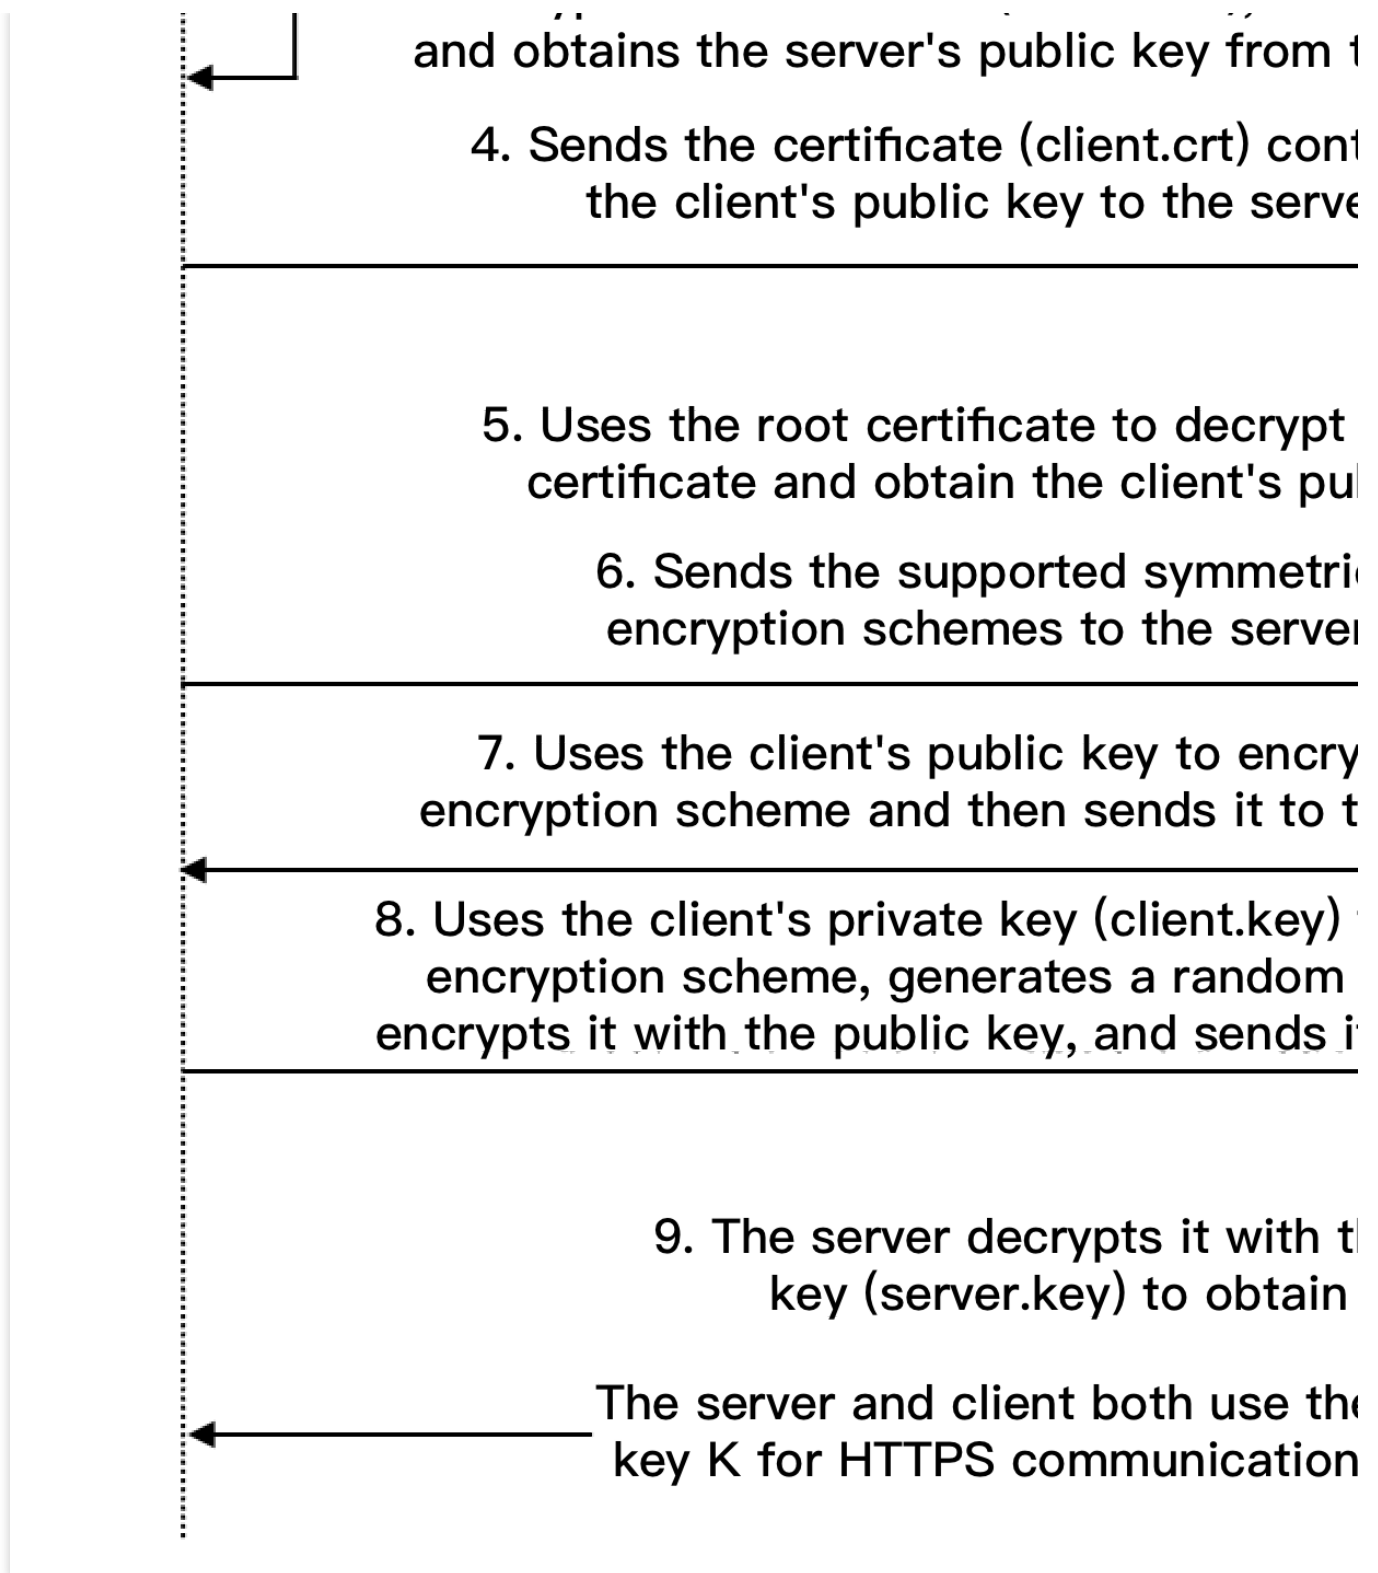 and obtains the server's public key from
4. Sends the certificate (client.crt)
the client's public key to the
5. Uses the root certificate to decrypt
certificate and obtain the client's
6. Sends the supported
encryption schemes to the
7. Uses the client's public key to
encryption scheme and then sends it to
8. Uses the client's private key (client.key)
encryption scheme, generates a random
encrypts it with the public key, and sends
9. The server decrypts it with
key (server.key) to obtain
The server and client both use
key K for HTTPS communication